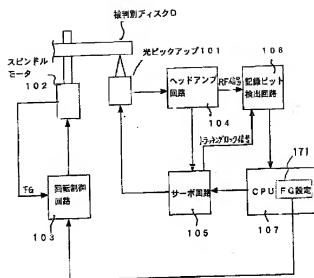 被判別ディスクD
スピンドル
モータ
102
光ピックアップ101
ヘッドアンプ
回路
104
RF信号
106
記録ピット
検出回路
トラッキングロック信号
FG
回転制御
回路
103
サーボ回路
105
171
CPU
FG設定
107